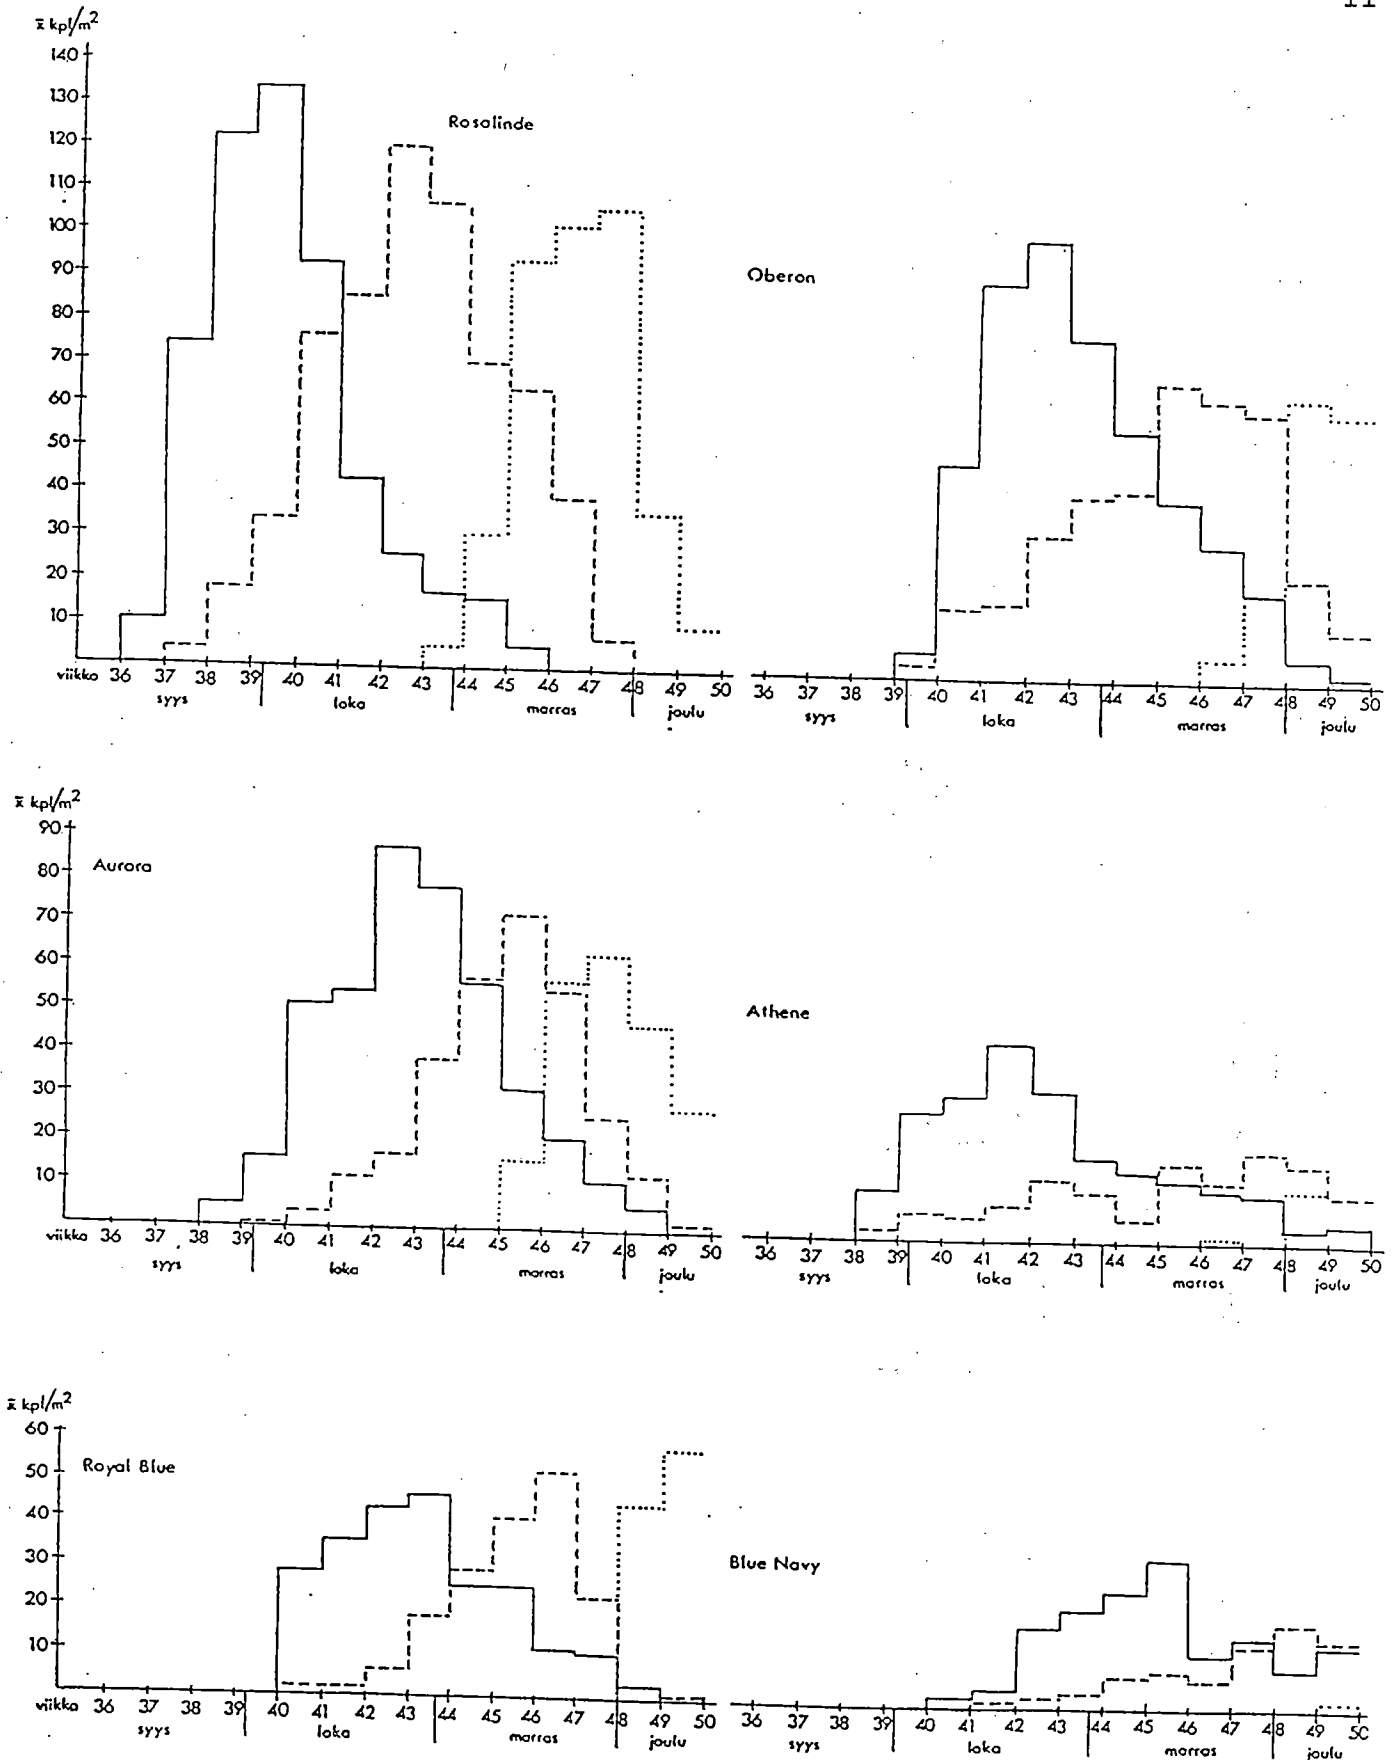 11
x̄ kpl/m²
140
130
120
110
100
90
80
70
60
50
40
30
20
10
Rosalinde
Oberon
viikko 36 37 38 39 40 41 42 43 44 45 46 47 48 49 50
syys loka marras joulu
36 37 38 39 40 41 42 43 44 45 46 47 48 49 50
syys loka marras joulu
x̄ kpl/m²
90
80
70
60
50
40
30
20
10
Aurora
Athene
viikko 36 37 38 39 40 41 42 43 44 45 46 47 48 49 50
syys loka marras joulu
36 37 38 39 40 41 42 43 44 45 46 47 48 49 50
syys loka marras joulu
x̄ kpl/m²
60
50
40
30
20
10
Royal Blue
Blue Navy
viikko 36 37 38 39 40 41 42 43 44 45 46 47 48 49 50
syys loka marras joulu
36 37 38 39 40 41 42 43 44 45 46 47 48 49 50
syys loka marras joulu